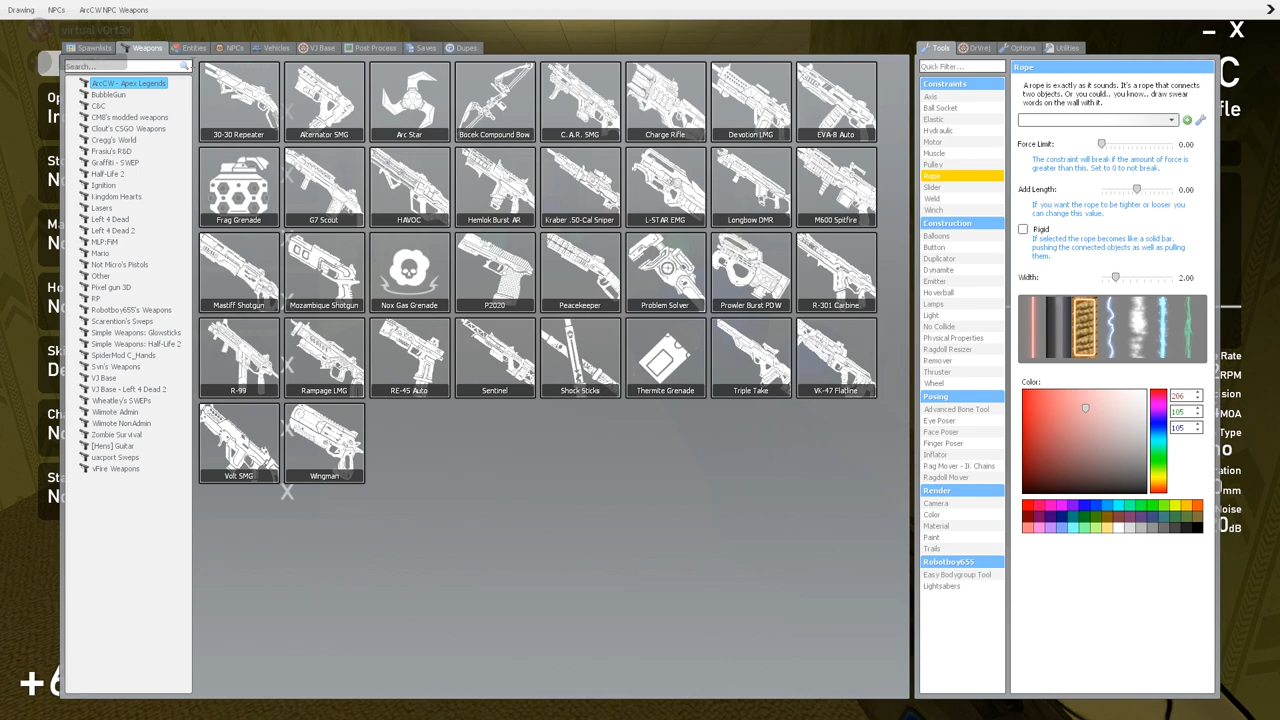 Drawing NPCs ArcCW NPC Weapons
virtual v0rt3x
Spawnlists Weapons Entities NPCs Vehicles VJ Base Post Process Saves Dupes
Search...
ArcCW - Apex Legends
BubbleGun
C&C
CM8's modded weapons
Clout's CSGO Weapons
Cregg's World
Frasiu's R&D
Graffiti - SWEP
Half-Life 2
Ignition
Kingdom Hearts
Lasers
Left 4 Dead
Left 4 Dead 2
MLP:FiM
Mario
Not Micro's Pistols
Other
Pixel gun 3D
RP
Robotboy655's Weapons
Scarention's Sweps
Simple Weapons: Glowsticks
Simple Weapons: Half-Life 2
SpiderMod C_Hands
Svn's Weapons
VJ Base
VJ Base - Left 4 Dead 2
Wheatley's SWEPs
Wiimote Admin
Wiimote NonAdmin
Zombie Survival
[Hens] Guitar
uacport Sweps
vFire Weapons
30-30 Repeater Alternator SMG Arc Star Bocek Compound Bow C.A.R. SMG Charge Rifle Devotion LMG EVA-8 Auto
Frag Grenade G7 Scout HAVOC Hemlok Burst AR Kraber .50-Cal Sniper L-STAR EMG Longbow DMR M600 Spitfire
Mastiff Shotgun Mozambique Shotgun Nox Gas Grenade P2020 Peacekeeper Problem Solver Prowler Burst PDW R-301 Carbine
R-99 Rampage LMG RE-45 Auto Sentinel Shock Sticks Thermite Grenade Triple Take VK-47 Flatline
Volt SMG Wingman
X
+6
Tools DrVrej Options Utilities
Quick Filter...
Constraints
Axis
Ball Socket
Elastic
Hydraulic
Motor
Muscle
Pulley
Rope
Slider
Weld
Winch
Construction
Balloons
Button
Duplicator
Dynamite
Emitter
Hoverball
Lamps
Light
No Collide
Physical Properties
Ragdoll Resizer
Remover
Thruster
Wheel
Posing
Advanced Bone Tool
Eye Poser
Face Poser
Finger Poser
Inflator
Rag Mover - IK Chains
Ragdoll Mover
Render
Camera
Color
Material
Paint
Trails
Robotboy655
Easy Bodygroup Tool
Lightsabers
Rope
A rope is exactly as it sounds. It's a rope that connects
two objects. Or you could.. you know.. draw swear
words on the wall with it.
Force Limit: 0.00
The constraint will break if the amount of force is
greater than this. Set to 0 to not break.
Add Length: 0.00
If you want the rope to be tighter or looser you
can change this value.
Rigid
If selected the rope becomes like a solid bar,
pushing the connected objects as well as pulling
them.
Width: 2.00
Color:
206
105
105
Rate
RPM
MOA
Type
mm
Noise
dB